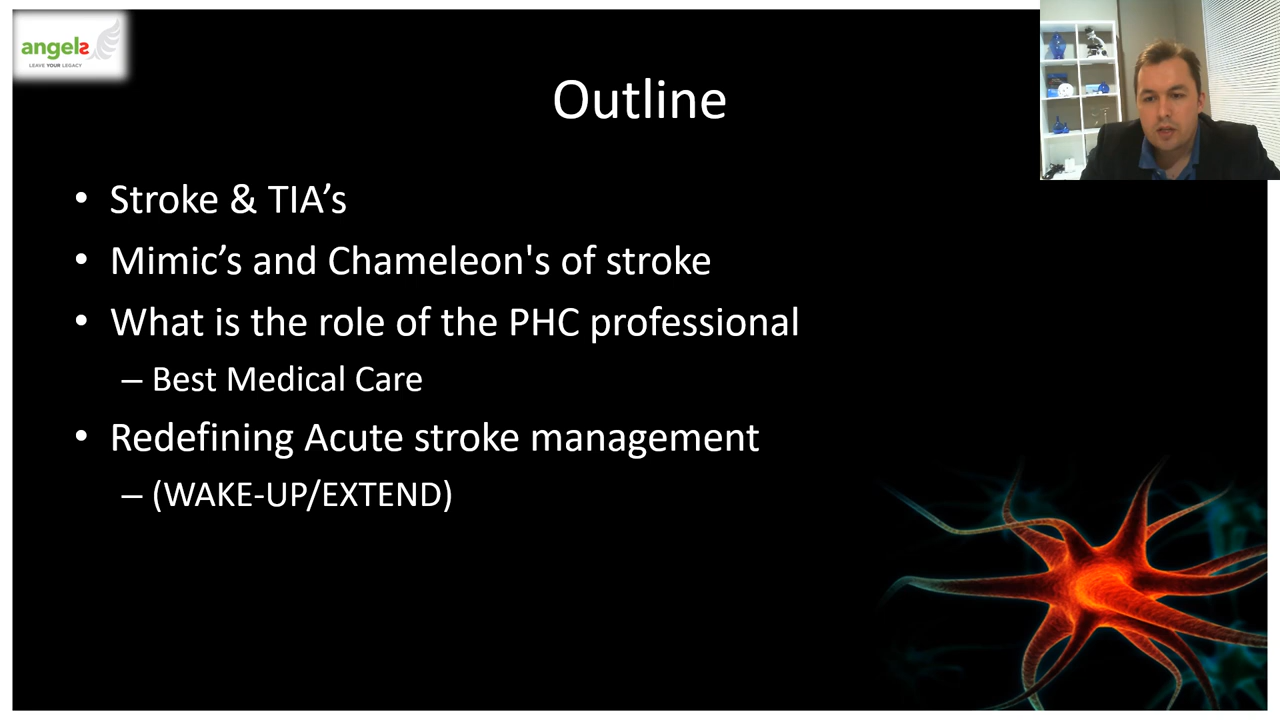 angels
LEAVE YOUR LEGACY
Outline
• Stroke & TIA’s
• Mimic’s and Chameleon's of stroke
• What is the role of the PHC professional
– Best Medical Care
• Redefining Acute stroke management
– (WAKE-UP/EXTEND)